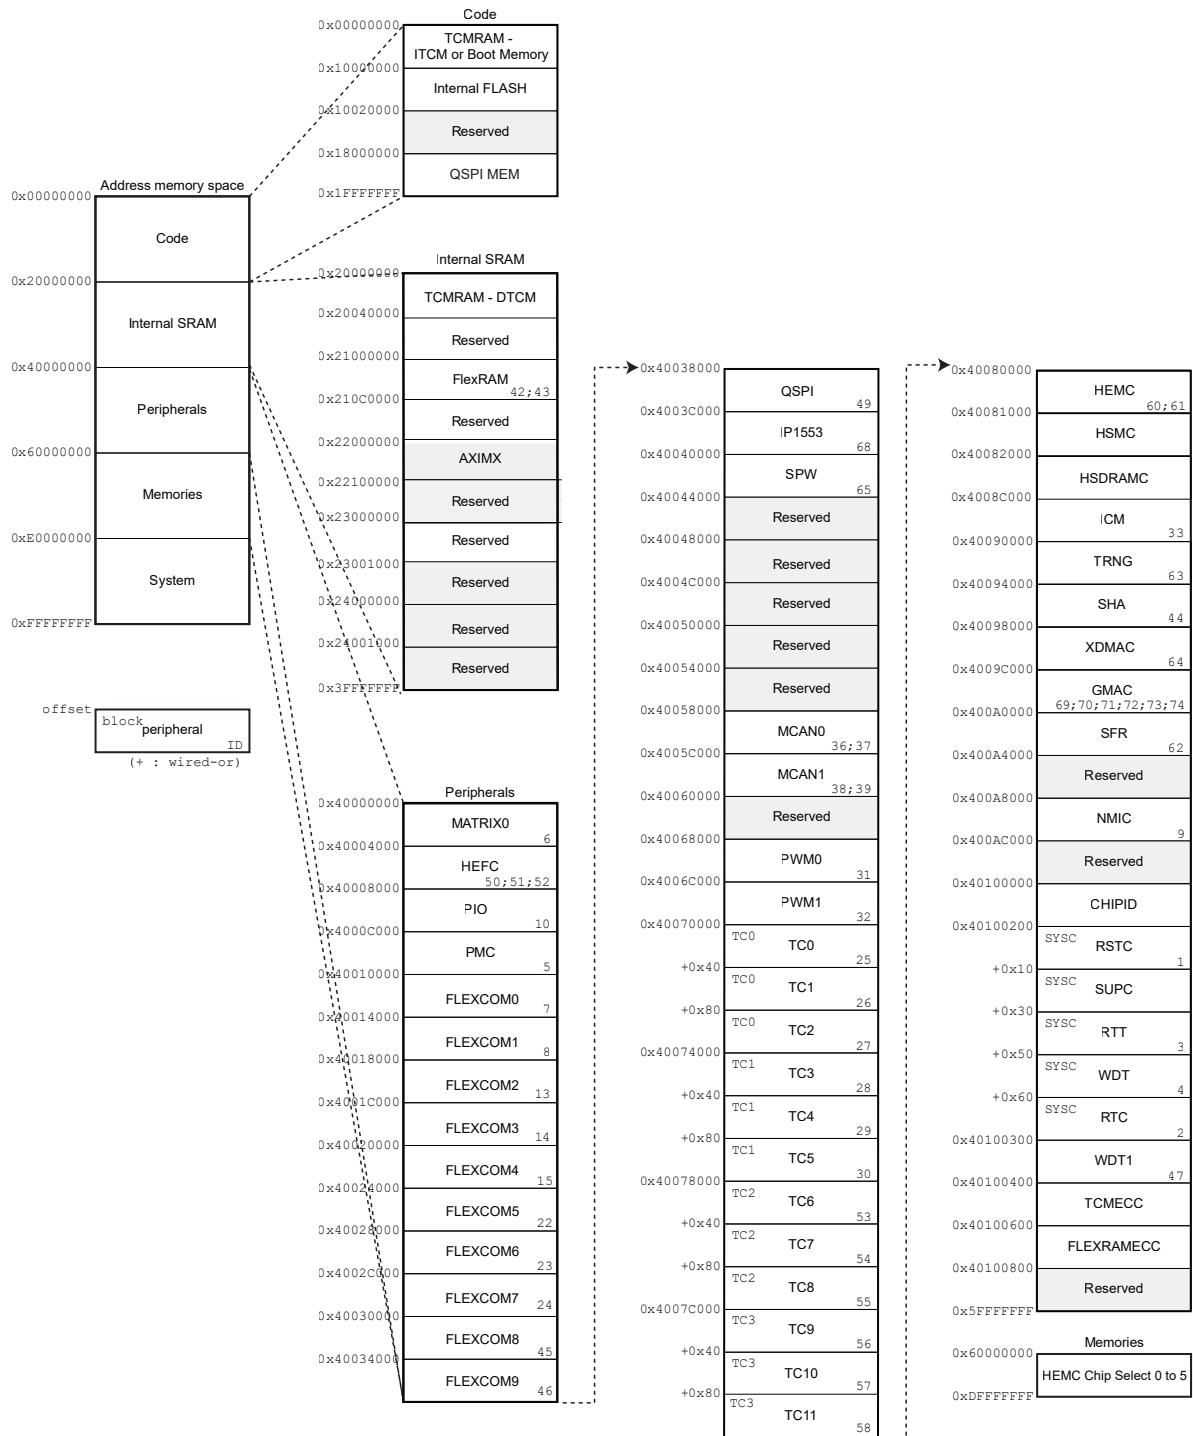 Code
0x00000000
TCMRAM -
ITCM or Boot Memory
0x10000000
Internal FLASH
0x10020000
Reserved
0x18000000
QSPI MEM
0x1FFFFFFF
Address memory space
0x00000000
Code
0x20000000
Internal SRAM
0x40000000
Peripherals
0x60000000
Memories
0xE0000000
System
0xFFFFFFFF
offset
block
peripheral
ID
(+ : wired-or)
Internal SRAM
0x20000000
TCMRAM - DTCM
0x20040000
Reserved
0x21000000
FlexRAM
42;43
0x210C0000
Reserved
0x22000000
AXIMX
0x22100000
Reserved
0x23000000
Reserved
0x23001000
Reserved
0x24000000
Reserved
0x24001000
Reserved
0x3FFFFFFF
Peripherals
0x40000000
MATRIX0
6
0x40004000
HEFC
50;51;52
0x40008000
PIO
10
0x4000C000
PMC
5
0x40010000
FLEXCOM0
7
0x40014000
FLEXCOM1
8
0x40018000
FLEXCOM2
13
0x4001C000
FLEXCOM3
14
0x40020000
FLEXCOM4
15
0x40024000
FLEXCOM5
22
0x40028000
FLEXCOM6
23
0x4002C000
FLEXCOM7
24
0x40030000
FLEXCOM8
45
0x40034000
FLEXCOM9
46
0x40038000
QSPI
49
0x4003C000
IP1553
68
0x40040000
SPW
65
0x40044000
Reserved
0x40048000
Reserved
0x4004C000
Reserved
0x40050000
Reserved
0x40054000
Reserved
0x40058000
MCAN0
36;37
0x4005C000
MCAN1
38;39
0x40060000
Reserved
0x40068000
PWM0
31
0x4006C000
PWM1
32
0x40070000
TC0
TC0
25
+0x40
TC0
TC1
26
+0x80
TC0
TC2
27
0x40074000
TC1
TC3
28
+0x40
TC1
TC4
29
+0x80
TC1
TC5
30
0x40078000
TC2
TC6
53
+0x40
TC2
TC7
54
+0x80
TC2
TC8
55
0x4007C000
TC3
TC9
56
+0x40
TC3
TC10
57
+0x80
TC3
TC11
58
0x40080000
HEMC
60;61
0x40081000
HSMC
0x40082000
HSDRAMC
0x4008C000
ICM
33
0x40090000
TRNG
63
0x40094000
SHA
44
0x40098000
XDMAC
64
0x4009C000
GMAC
69;70;71;72;73;74
0x400A0000
SFR
62
0x400A4000
Reserved
0x400A8000
NMIC
9
0x400AC000
Reserved
0x40100000
CHIPID
0x40100200
SYSC
RSTC
1
+0x10
SYSC
SUPC
+0x30
SYSC
RTT
3
+0x50
SYSC
WDT
4
+0x60
SYSC
RTC
2
0x40100300
WDT1
47
0x40100400
TCMECC
0x40100600
FLEXRAMECC
0x40100800
Reserved
0x5FFFFFFF
Memories
0x60000000
HEMC Chip Select 0 to 5
0xDFFFFFFF